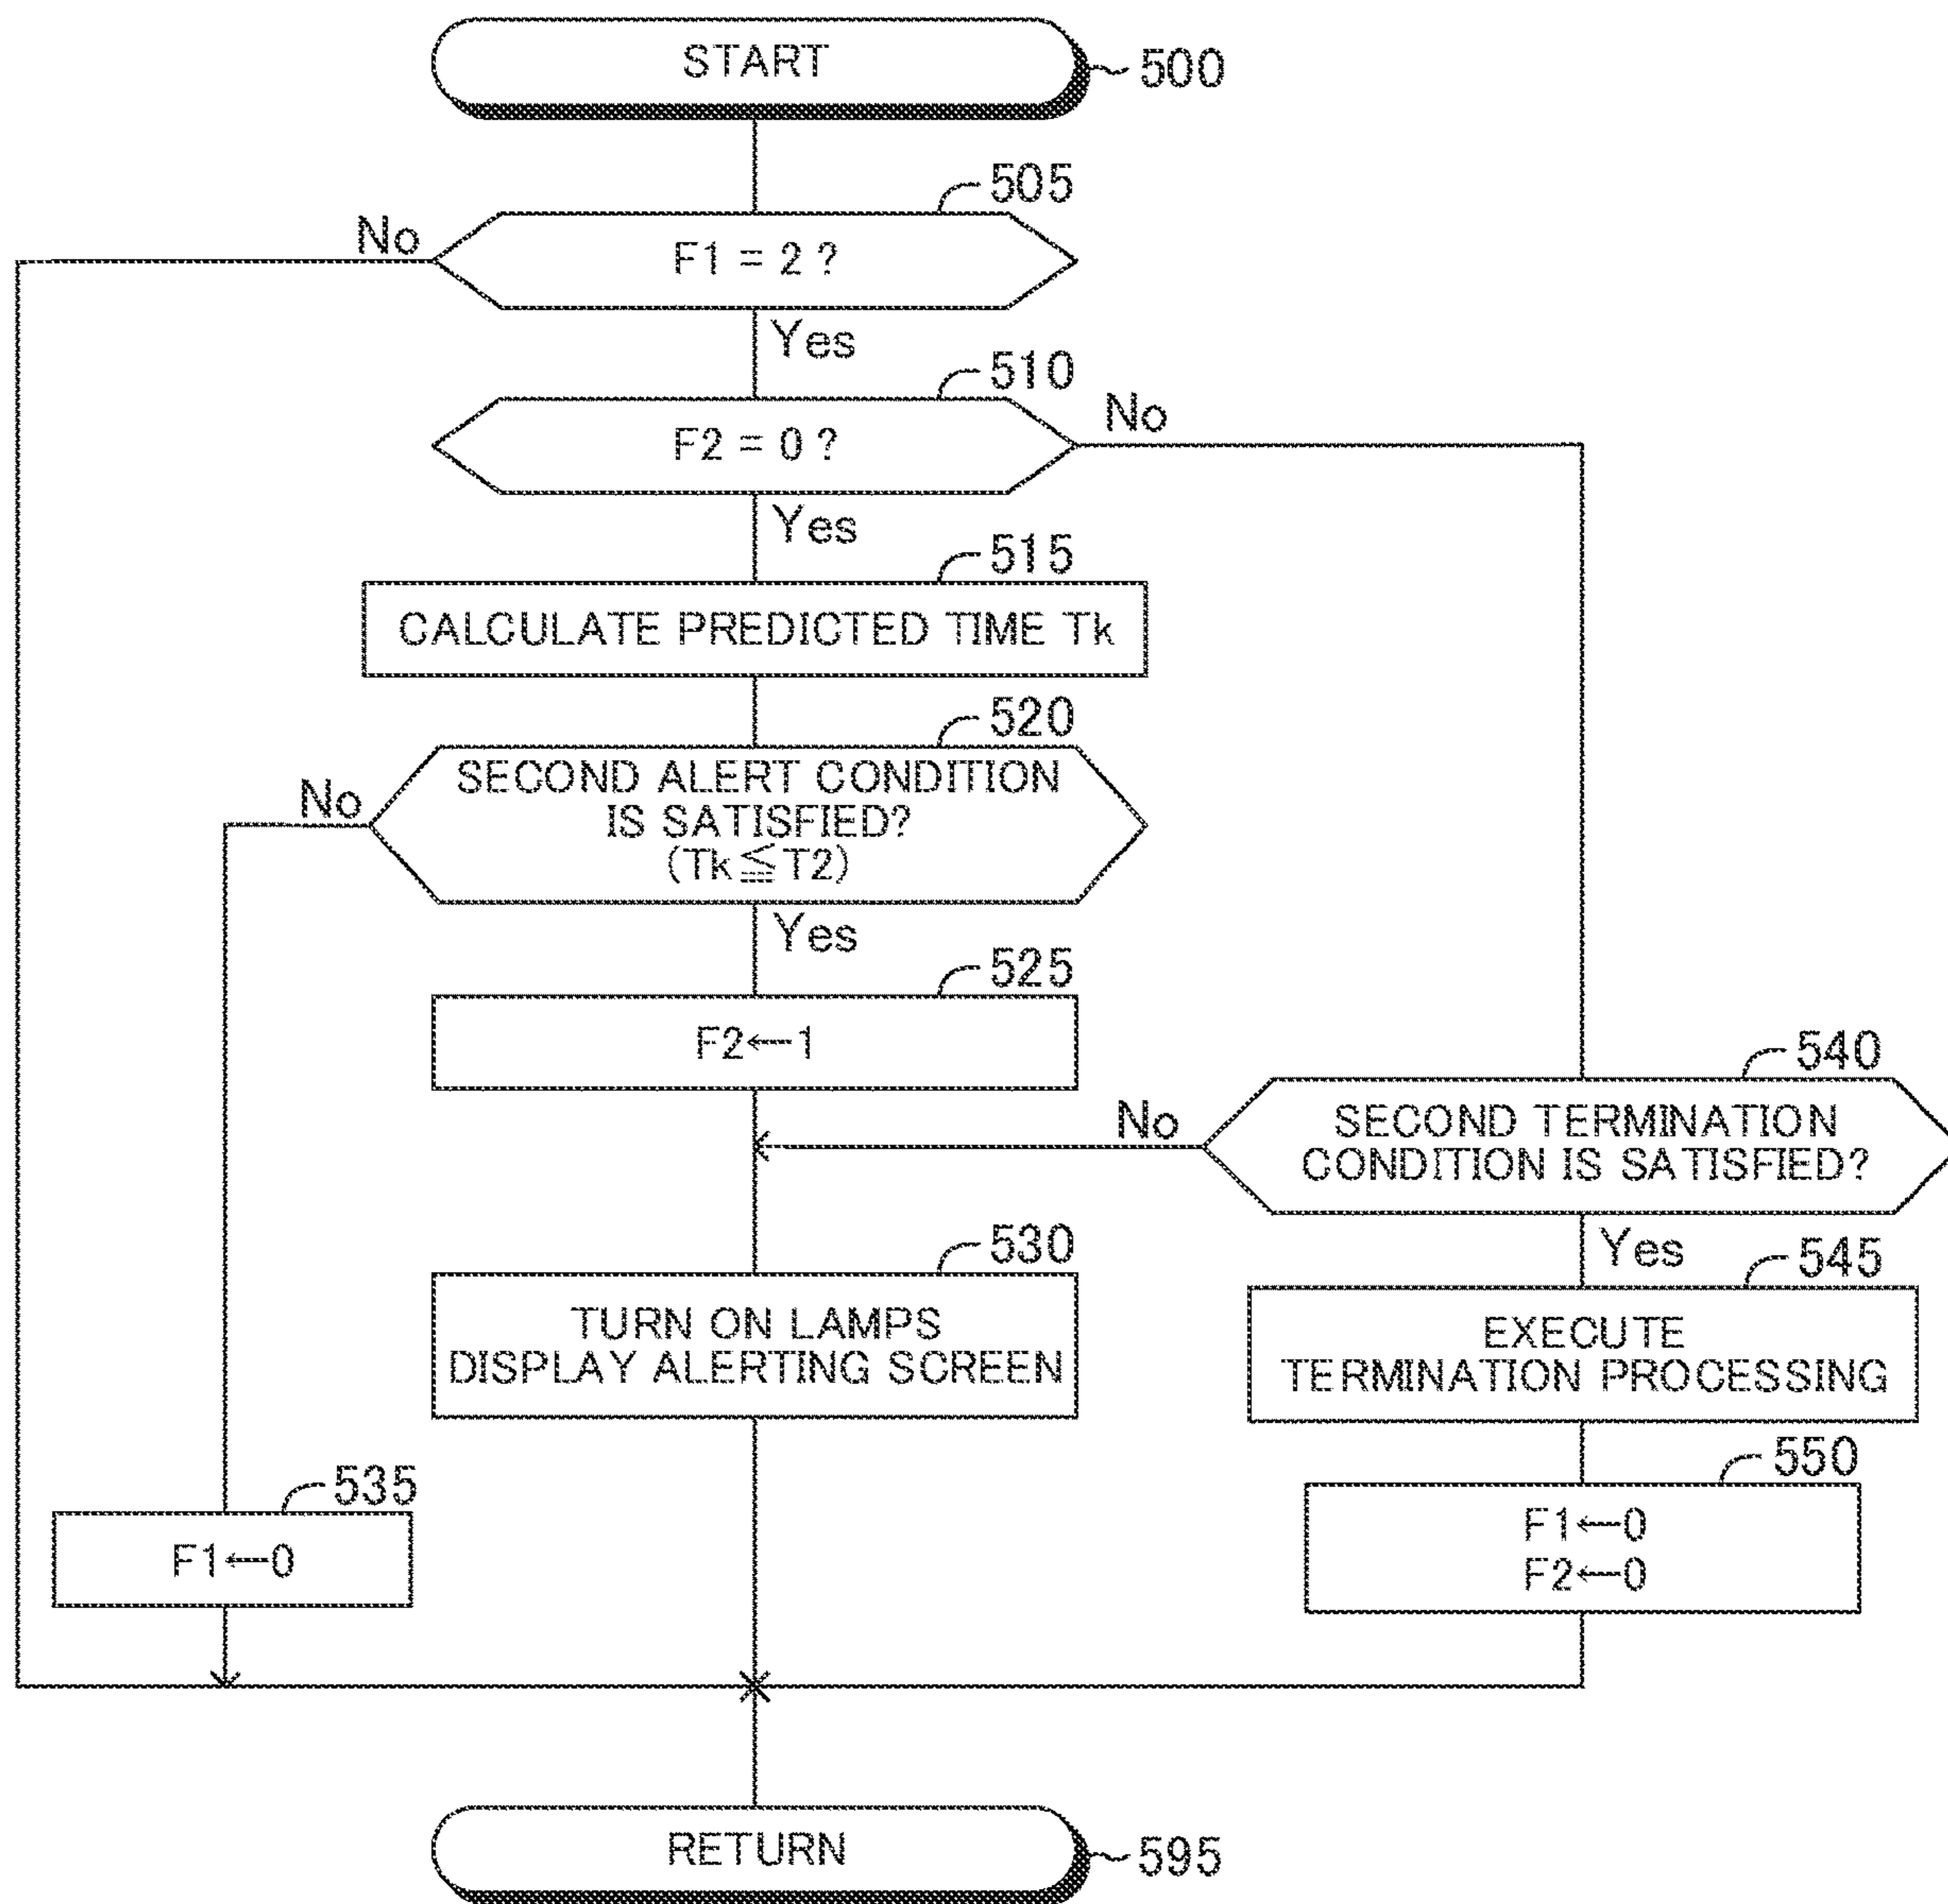 START
500
505
No
F1 = 2 ?
Yes
510
No
F2 = 0 ?
Yes
515
CALCULATE PREDICTED TIME Tk
520
No
SECOND ALERT CONDITION
IS SATISFIED?
(Tk≦T2)
Yes
525
F2←1
540
No
SECOND TERMINATION
CONDITION IS SATISFIED?
Yes
530
TURN ON LAMPS
DISPLAY ALERTING SCREEN
545
EXECUTE
TERMINATION PROCESSING
535
F1←0
550
F1←0
F2←0
RETURN
595